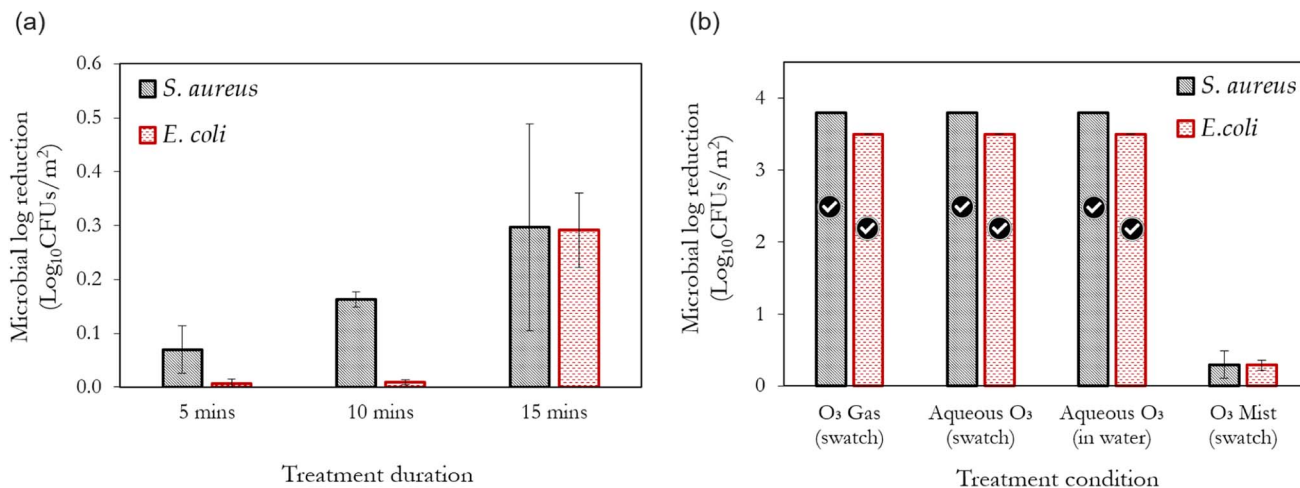 (a)
Microbial log reduction
(Log₁₀CFUs/m²)
0.6
0.5
0.4
0.3
0.2
0.1
0.0
S. aureus
E. coli
5 mins
10 mins
15 mins
Treatment duration
(b)
Microbial log reduction
(Log₁₀CFUs/m²)
4
3
2
1
0
S. aureus
E.coli
O₃ Gas
(swatch)
Aqueous O₃
(swatch)
Aqueous O₃
(in water)
O₃ Mist
(swatch)
Treatment condition